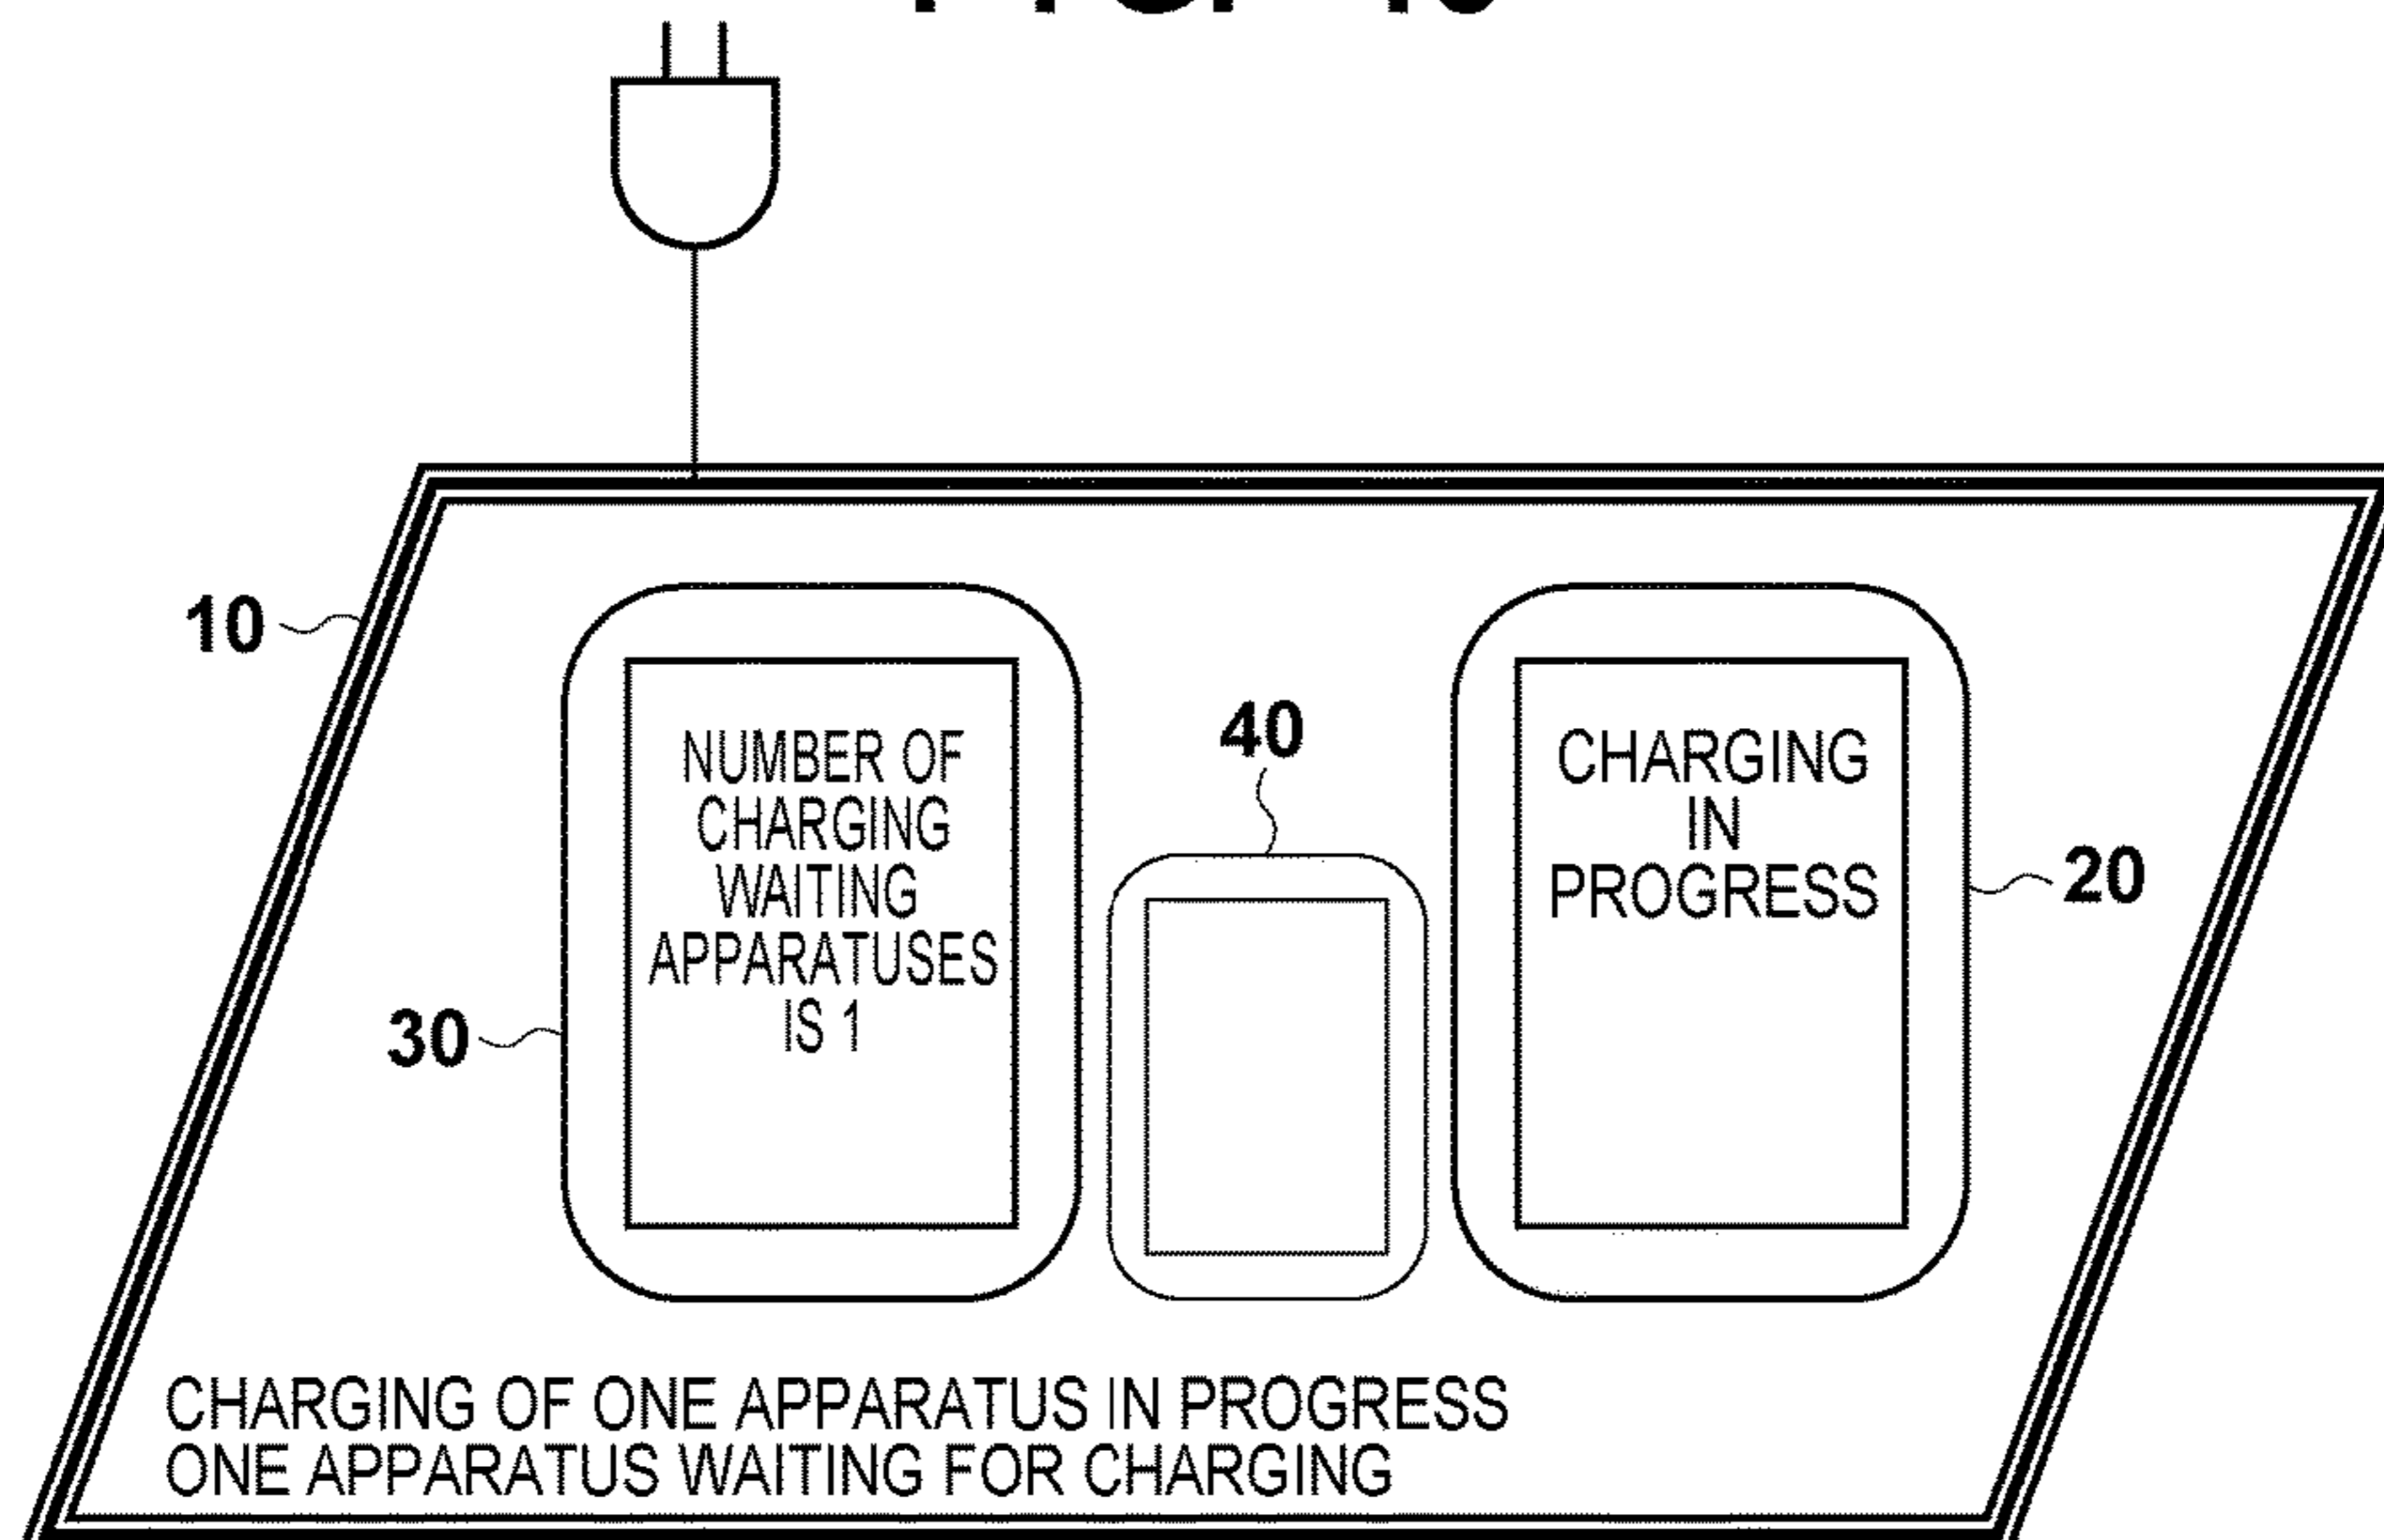 10
NUMBER OF
CHARGING
WAITING
APPARATUSES
IS 1
30
40
CHARGING
IN
PROGRESS
20
CHARGING OF ONE APPARATUS IN PROGRESS
ONE APPARATUS WAITING FOR CHARGING